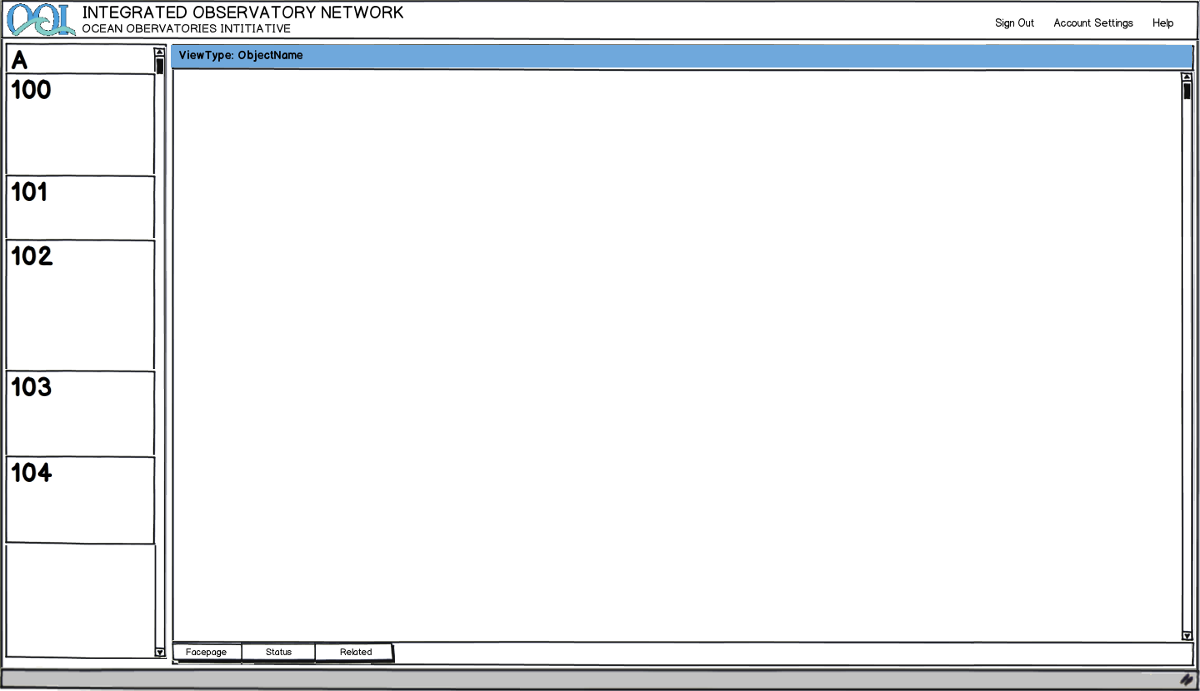 OOI
INTEGRATED OBSERVATORY NETWORK
OCEAN OBERVATORIES INTITIATIVE
Sign Out Account Settings Help
A
ViewType: ObjectName
100
101
102
103
104
Facepage Status Related